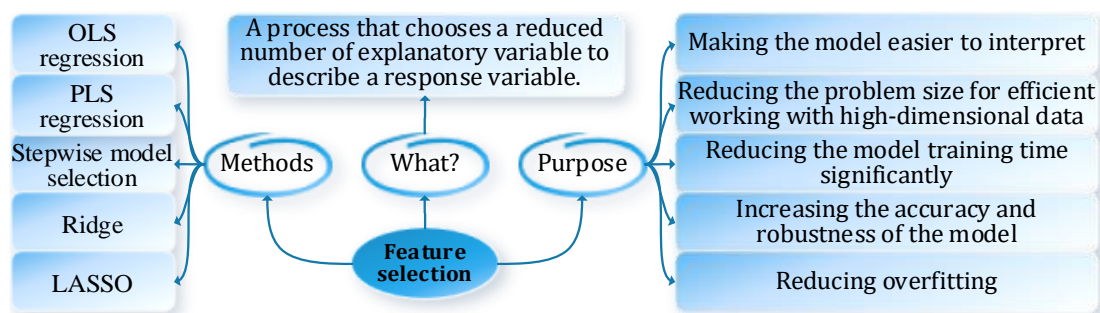 OLS
regression
PLS
regression
Stepwise model
selection
Ridge
LASSO
Methods
A process that chooses a reduced
number of explanatory variable to
describe a response variable.
What?
Feature
selection
Purpose
Making the model easier to interpret
Reducing the problem size for efficient
working with high-dimensional data
Reducing the model training time
significantly
Increasing the accuracy and
robustness of the model
Reducing overfitting